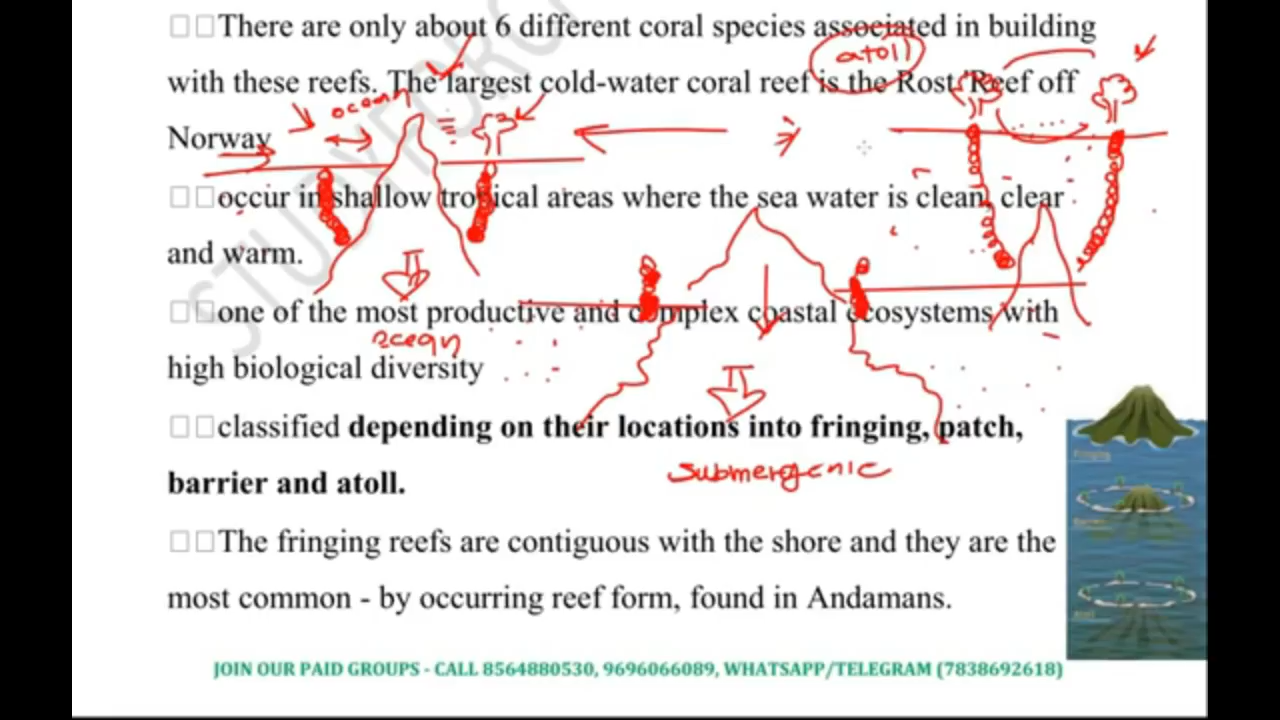 There are only about 6 different coral species associated in building
with these reefs. The largest cold-water coral reef is the Rost Reef off
Norway
occur in shallow tropical areas where the sea water is clean, clear
and warm.
one of the most productive and complex coastal ecosystems with
high biological diversity
classified depending on their locations into fringing, patch,
barrier and atoll.
The fringing reefs are contiguous with the shore and they are the
most common - by occurring reef form, found in Andamans.
JOIN OUR PAID GROUPS - CALL 8564880530, 9696066089, WHATSAPP/TELEGRAM (7838692618)
atoll
ocean
ocean
submergenic